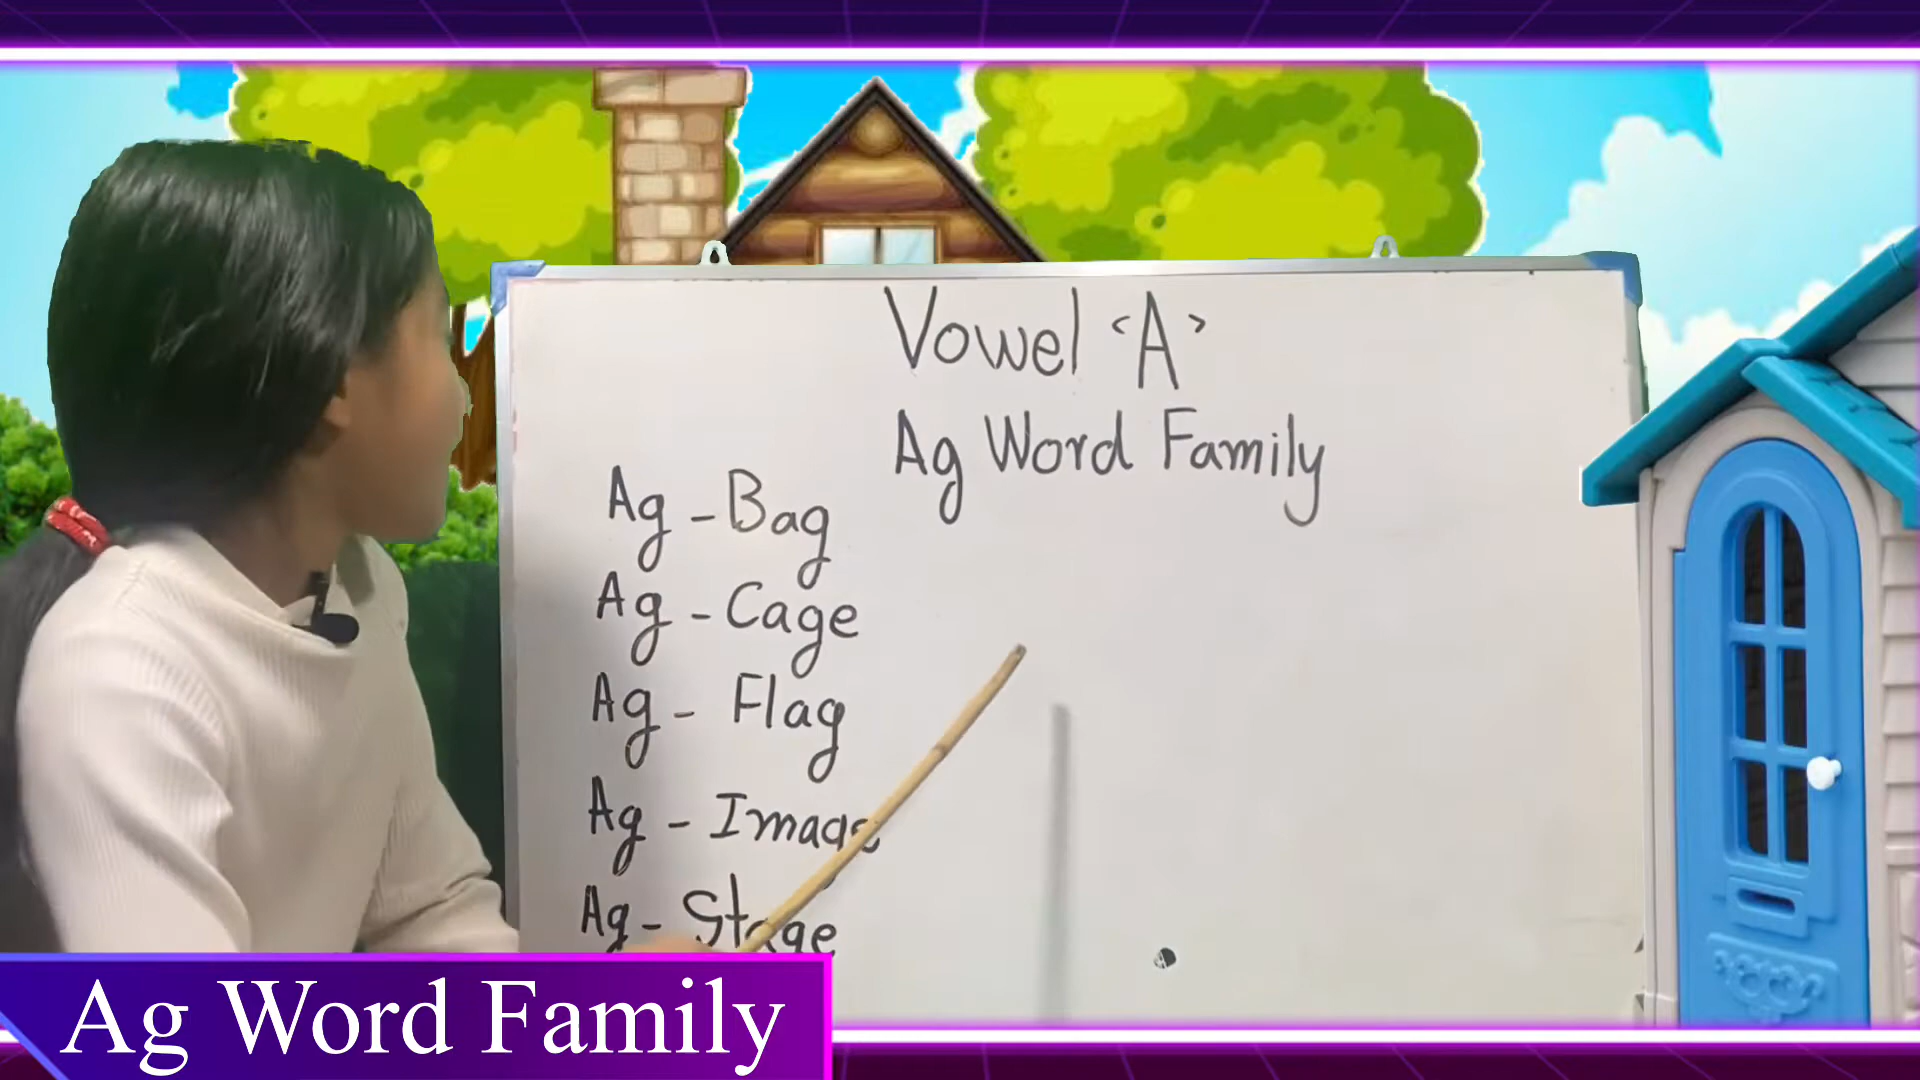 Vowel ‘A’
Ag Word Family
Ag - Bag
Ag - Cage
Ag - Flag
Ag - Image
Ag - Stage
Ag Word Family